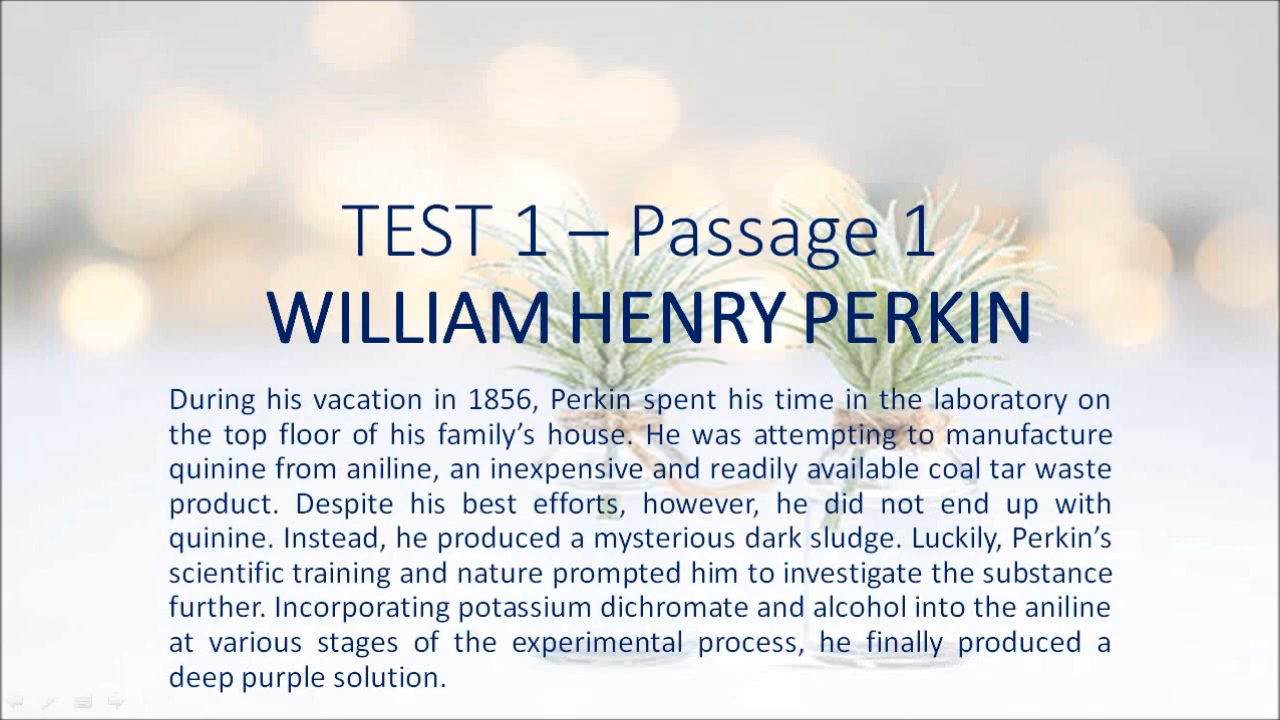 TEST 1 – Passage 1
WILLIAM HENRY PERKIN
During his vacation in 1856, Perkin spent his time in the laboratory on
the top floor of his family’s house. He was attempting to manufacture
quinine from aniline, an inexpensive and readily available coal tar waste
product. Despite his best efforts, however, he did not end up with
quinine. Instead, he produced a mysterious dark sludge. Luckily, Perkin’s
scientific training and nature prompted him to investigate the substance
further. Incorporating potassium dichromate and alcohol into the aniline
at various stages of the experimental process, he finally produced a
deep purple solution.